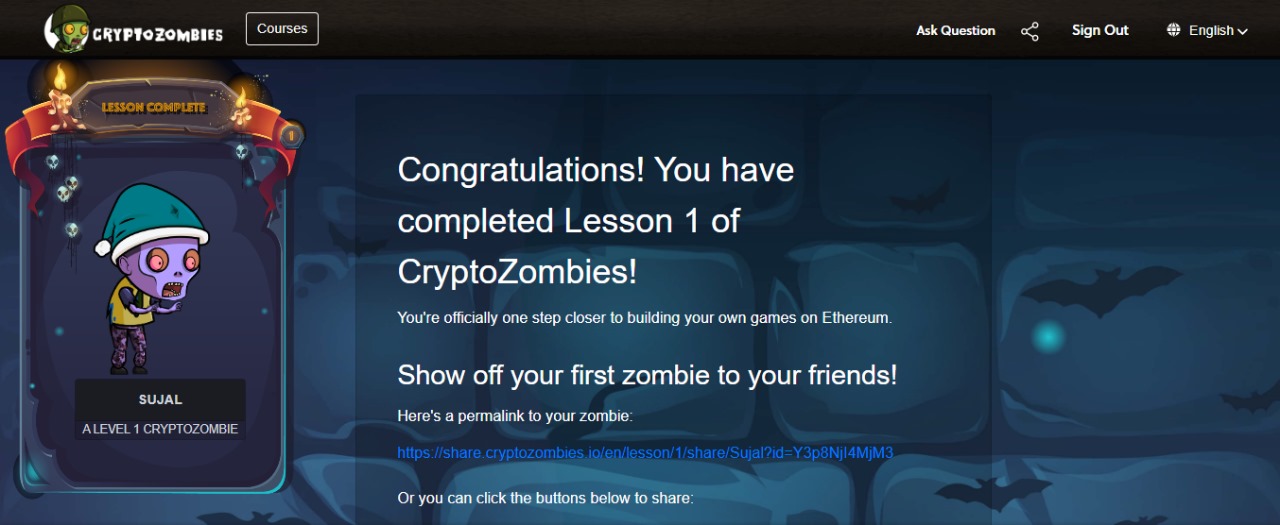 CRYPTOZOMBIES
Courses
Ask Question
Sign Out
English
LESSON COMPLETE
1
SUJAL
A LEVEL 1 CRYPTOZOMBIE
Congratulations! You have
completed Lesson 1 of
CryptoZombies!
You're officially one step closer to building your own games on Ethereum.
Show off your first zombie to your friends!
Here's a permalink to your zombie:
https://share.cryptozombies.io/en/lesson/1/share/Sujal?id=Y3p8NjI4MjM3
Or you can click the buttons below to share: